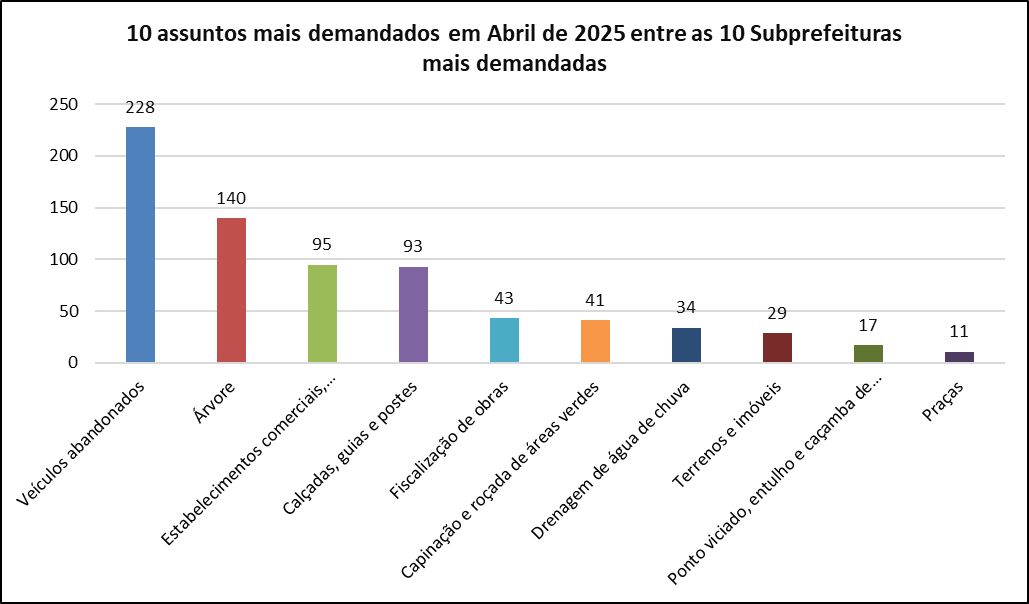 10 assuntos mais demandados em Abril de 2025 entre as 10 Subprefeituras
mais demandadas
250
200
150
100
50
0
228
140
95
93
43
41
34
29
17
11
Veículos abandonados
Árvore
Estabelecimentos comerciais,...
Calçadas, guias e postes
Fiscalização de obras
Capinação e roçada de áreas verdes
Drenagem de água de chuva
Terrenos e imóveis
Ponto viciado, entulho e caçamba de...
Praças